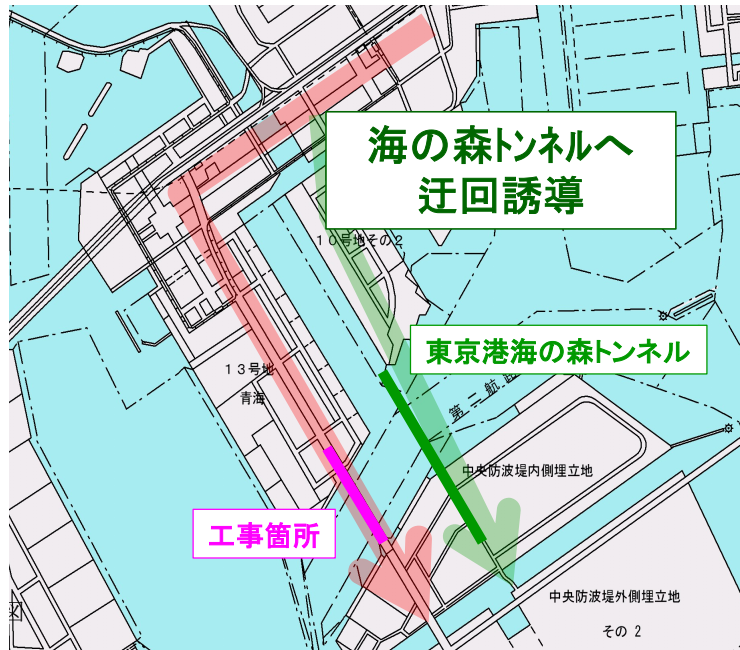 海の森トンネルへ
迂回誘導
10号地その2
東京港海の森トンネル
13号地
青海
第二航路
中央防波堤内側埋立地
工事箇所
中央防波堤外側埋立地
その 2
図